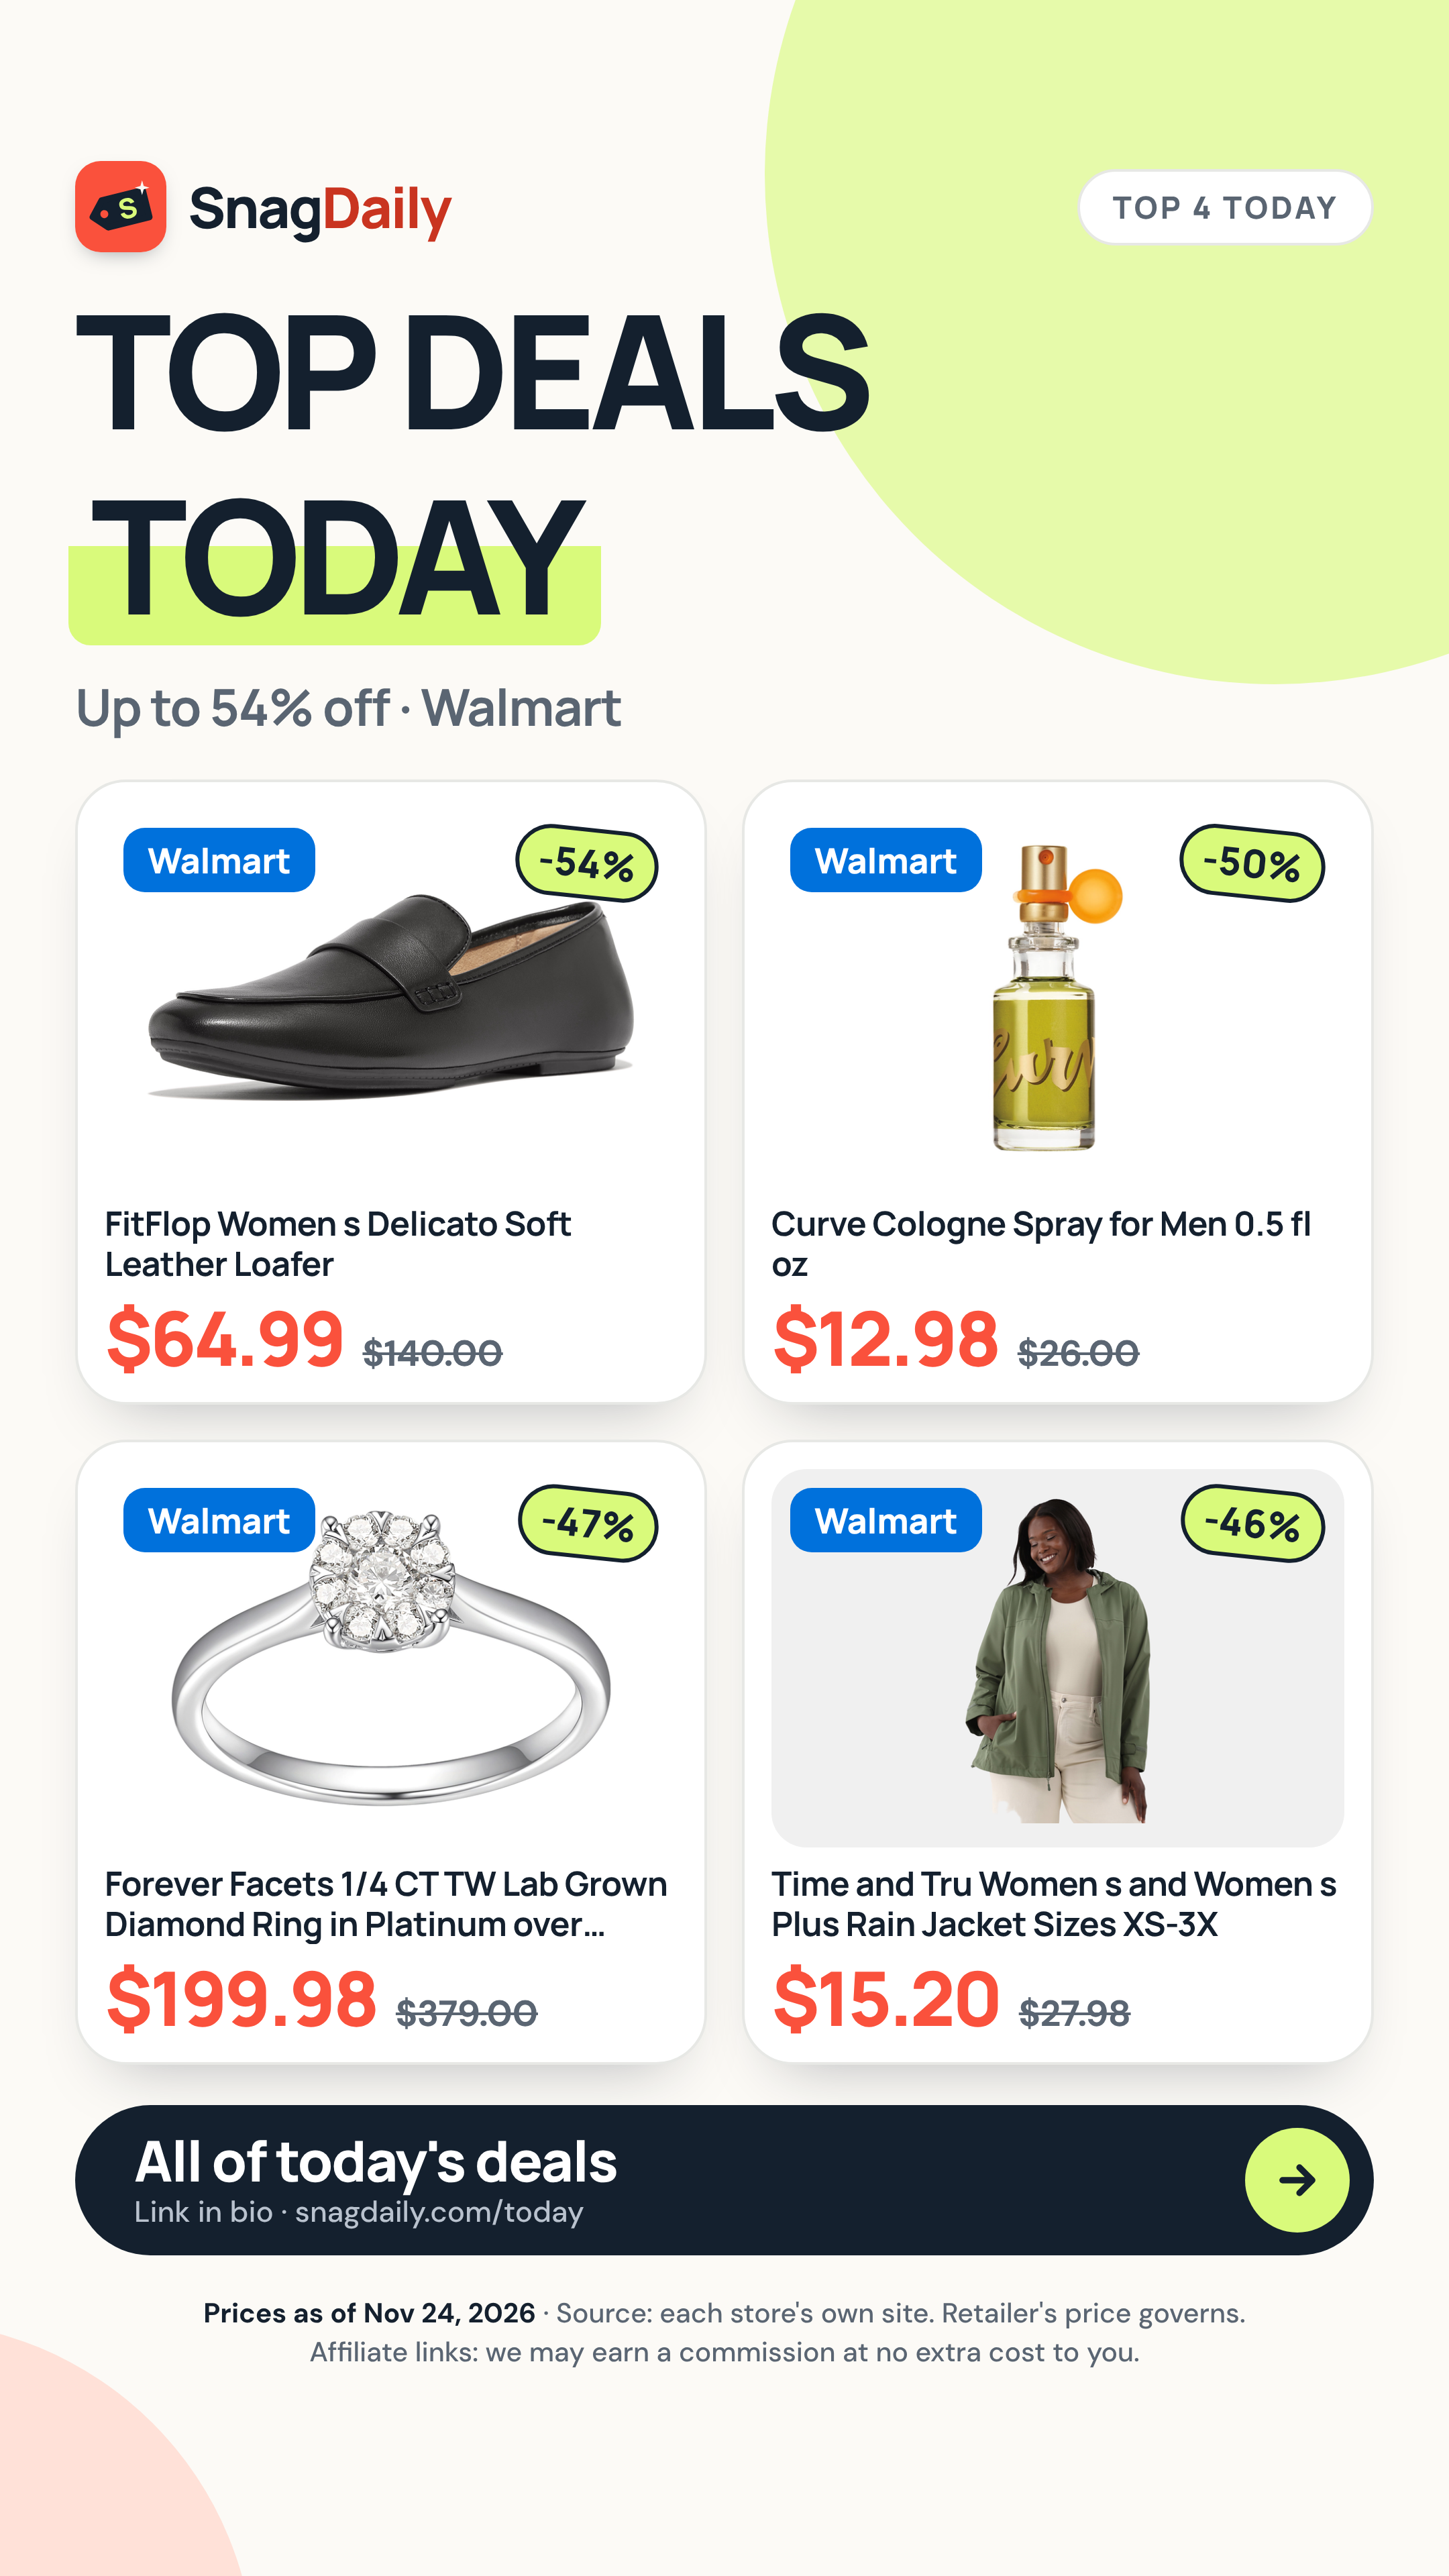 S
SnagDaily
TOP 4 TODAY
TOP DEALS
TODAY
Up to 54% off · Walmart
Walmart
-54%
FitFlop Women s Delicato Soft
Leather Loafer
$64.99 $140.00
Walmart
-50%
Curve
Curve Cologne Spray for Men 0.5 fl
oz
$12.98 $26.00
Walmart
-47%
Forever Facets 1/4 CT TW Lab Grown
Diamond Ring in Platinum over...
$199.98 $379.00
Walmart
-46%
Time and Tru Women s and Women s
Plus Rain Jacket Sizes XS-3X
$15.20 $27.98
All of today's deals
Link in bio · snagdaily.com/today
→
Prices as of Nov 24, 2026 · Source: each store's own site. Retailer's price governs.
Affiliate links: we may earn a commission at no extra cost to you.